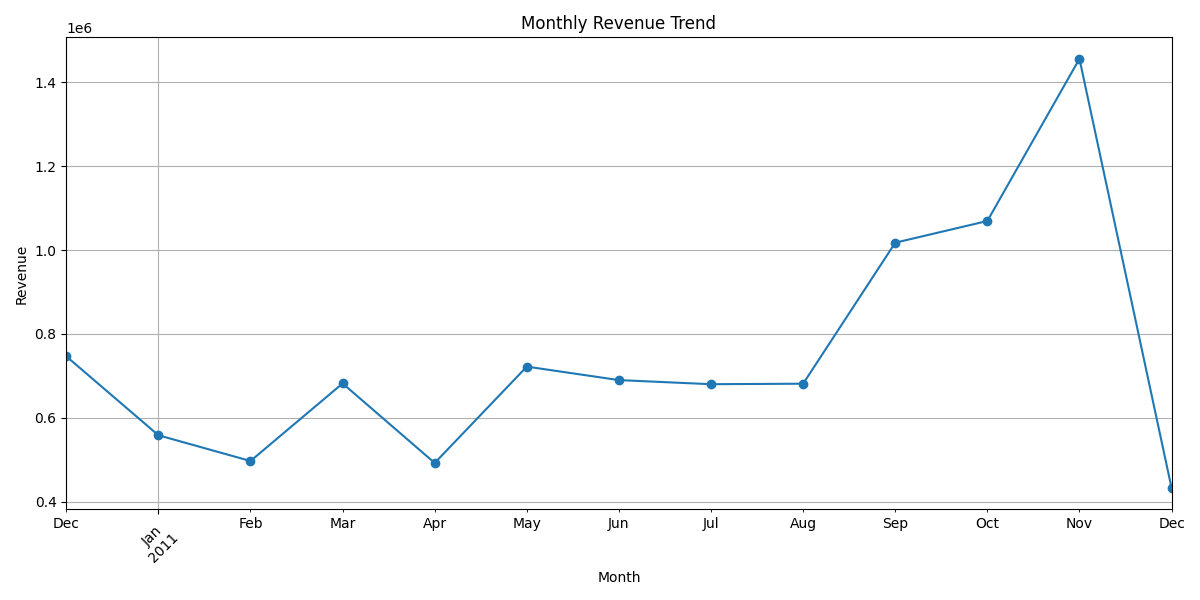 Monthly Revenue Trend
1e6
1.4
1.2
1.0
0.8
0.6
0.4
Revenue
Dec Jan Feb Mar Apr May Jun Jul Aug Sep Oct Nov Dec
2011
Month